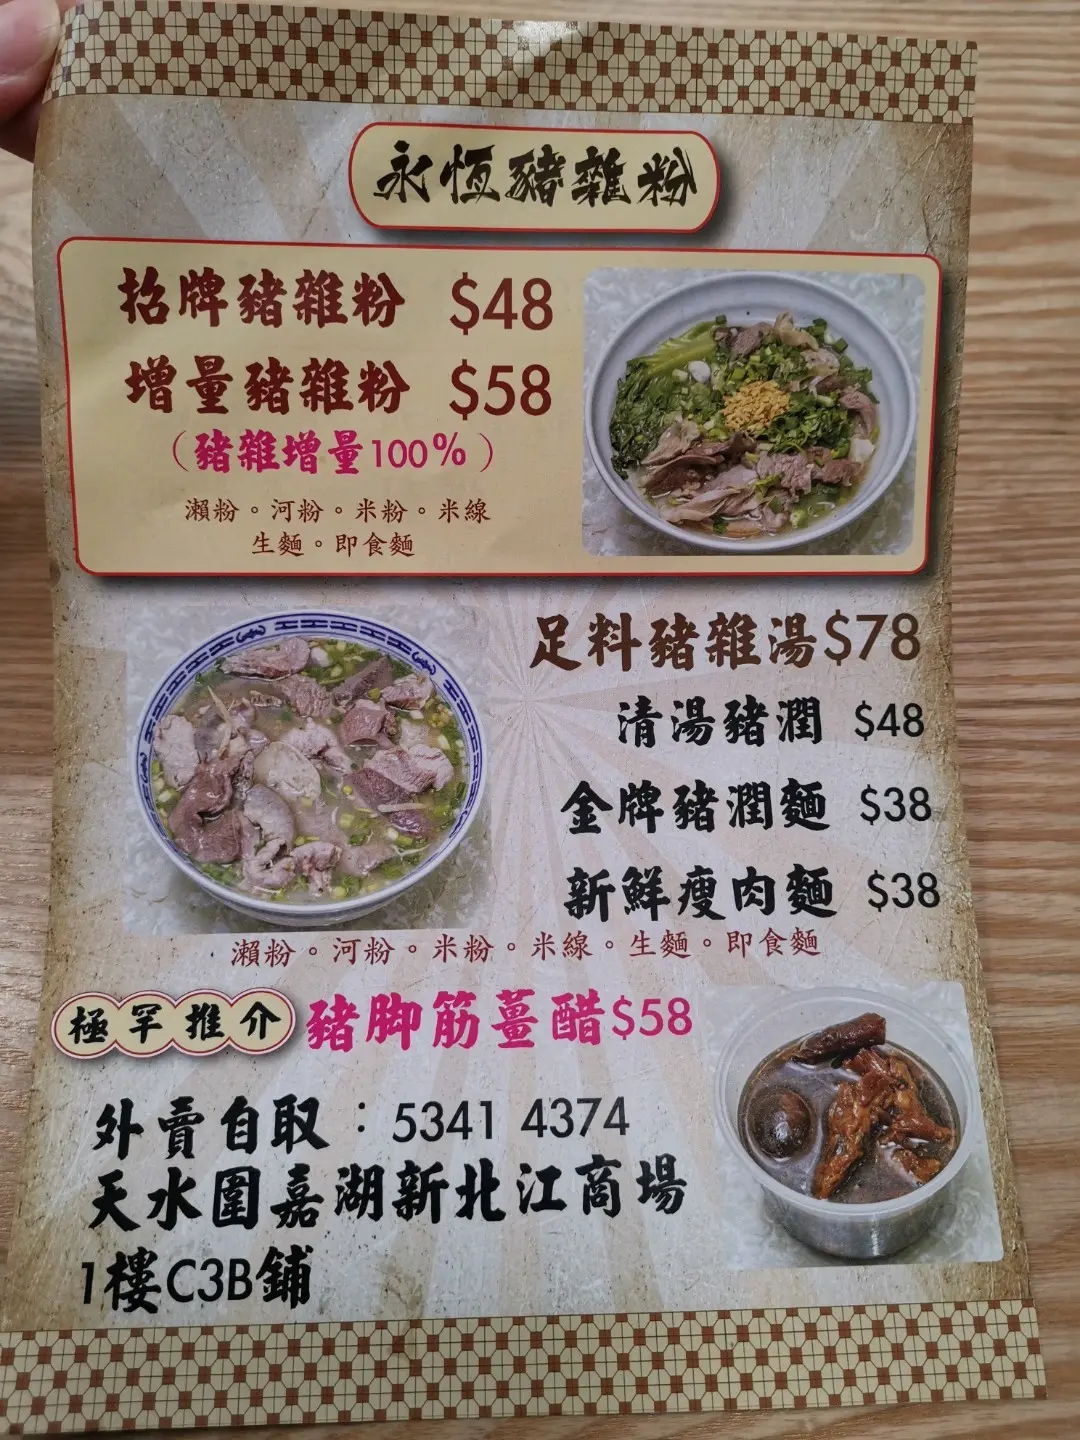 永恆豬雜粉
招牌豬雜粉 $48
增量豬雜粉 $58
（豬雜增量100%）
瀨粉。河粉。米粉。米線
生麵。即食麵
足料豬雜湯$78
清湯豬潤 $48
金牌豬潤麵 $38
新鮮瘦肉麵 $38
瀨粉。河粉。米粉。米線。生麵。即食麵
極罕推介 豬脚筋薑醋$58
外賣自取：5341 4374
天水圍嘉湖新北江商場
1樓C3B鋪